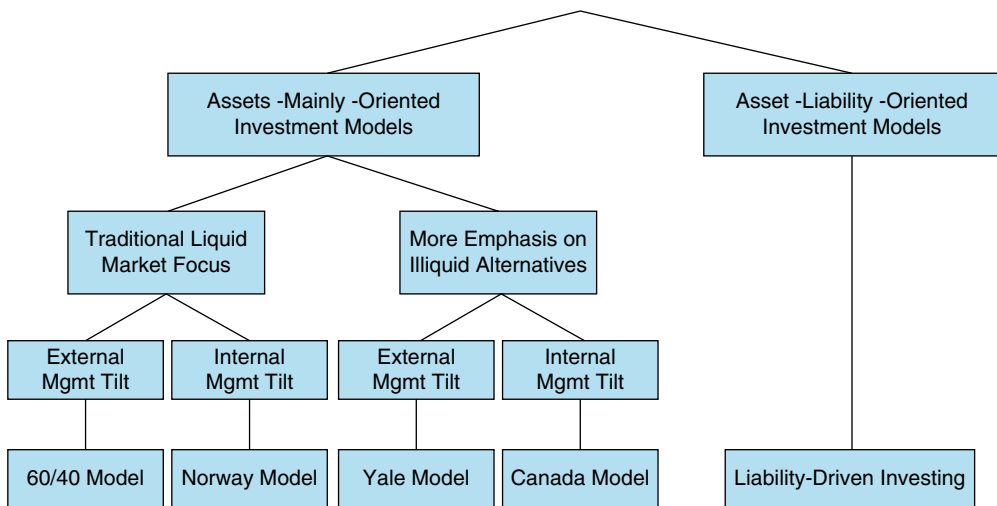 Assets -Mainly -Oriented
Investment Models
Asset -Liability -Oriented
Investment Models
Traditional Liquid
Market Focus
More Emphasis on
Illiquid Alternatives
External
Mgmt Tilt
Internal
Mgmt Tilt
External
Mgmt Tilt
Internal
Mgmt Tilt
60/40 Model
Norway Model
Yale Model
Canada Model
Liability-Driven Investing